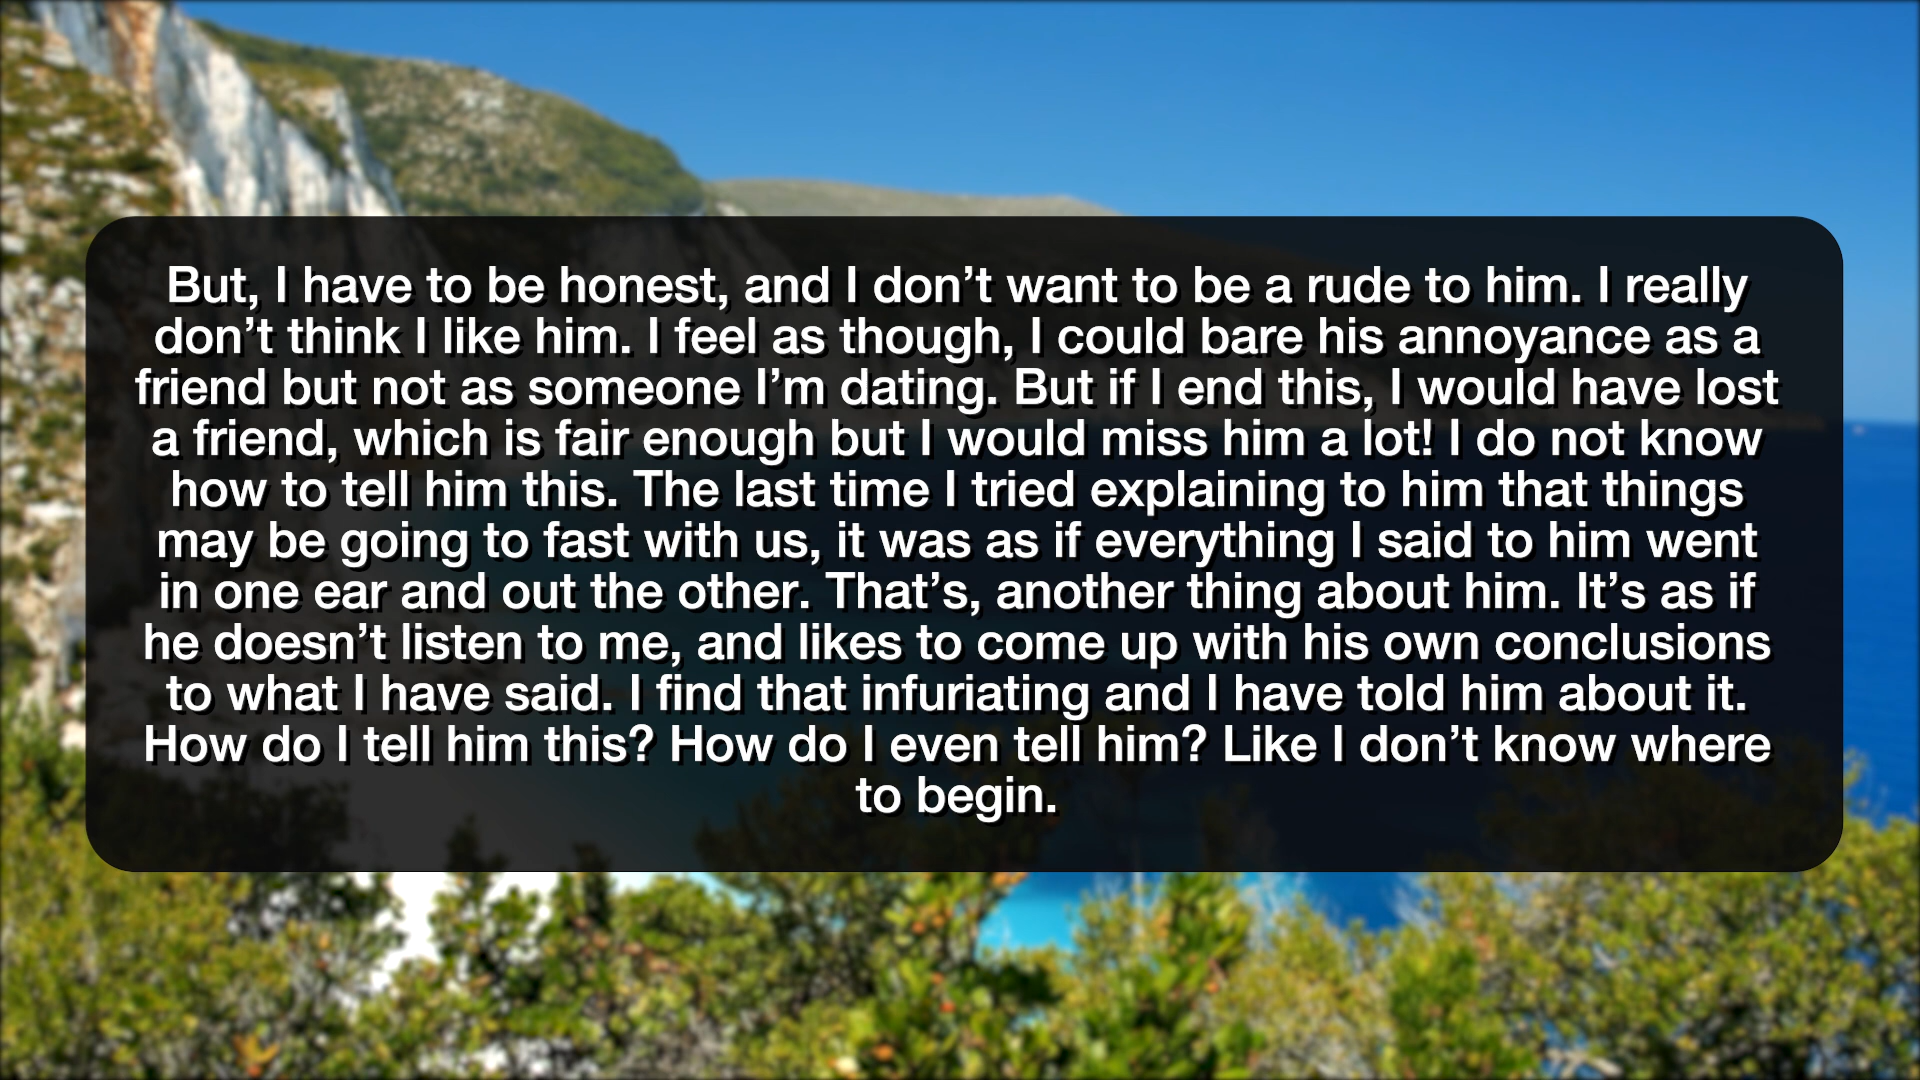 But, I have to be honest, and I don’t want to be a rude to him. I really
don’t think I like him. I feel as though, I could bare his annoyance as a
friend but not as someone I’m dating. But if I end this, I would have lost
a friend, which is fair enough but I would miss him a lot! I do not know
how to tell him this. The last time I tried explaining to him that things
may be going to fast with us, it was as if everything I said to him went
in one ear and out the other. That’s, another thing about him. It’s as if
he doesn’t listen to me, and likes to come up with his own conclusions
to what I have said. I find that infuriating and I have told him about it.
How do I tell him this? How do I even tell him? Like I don’t know where
to begin.